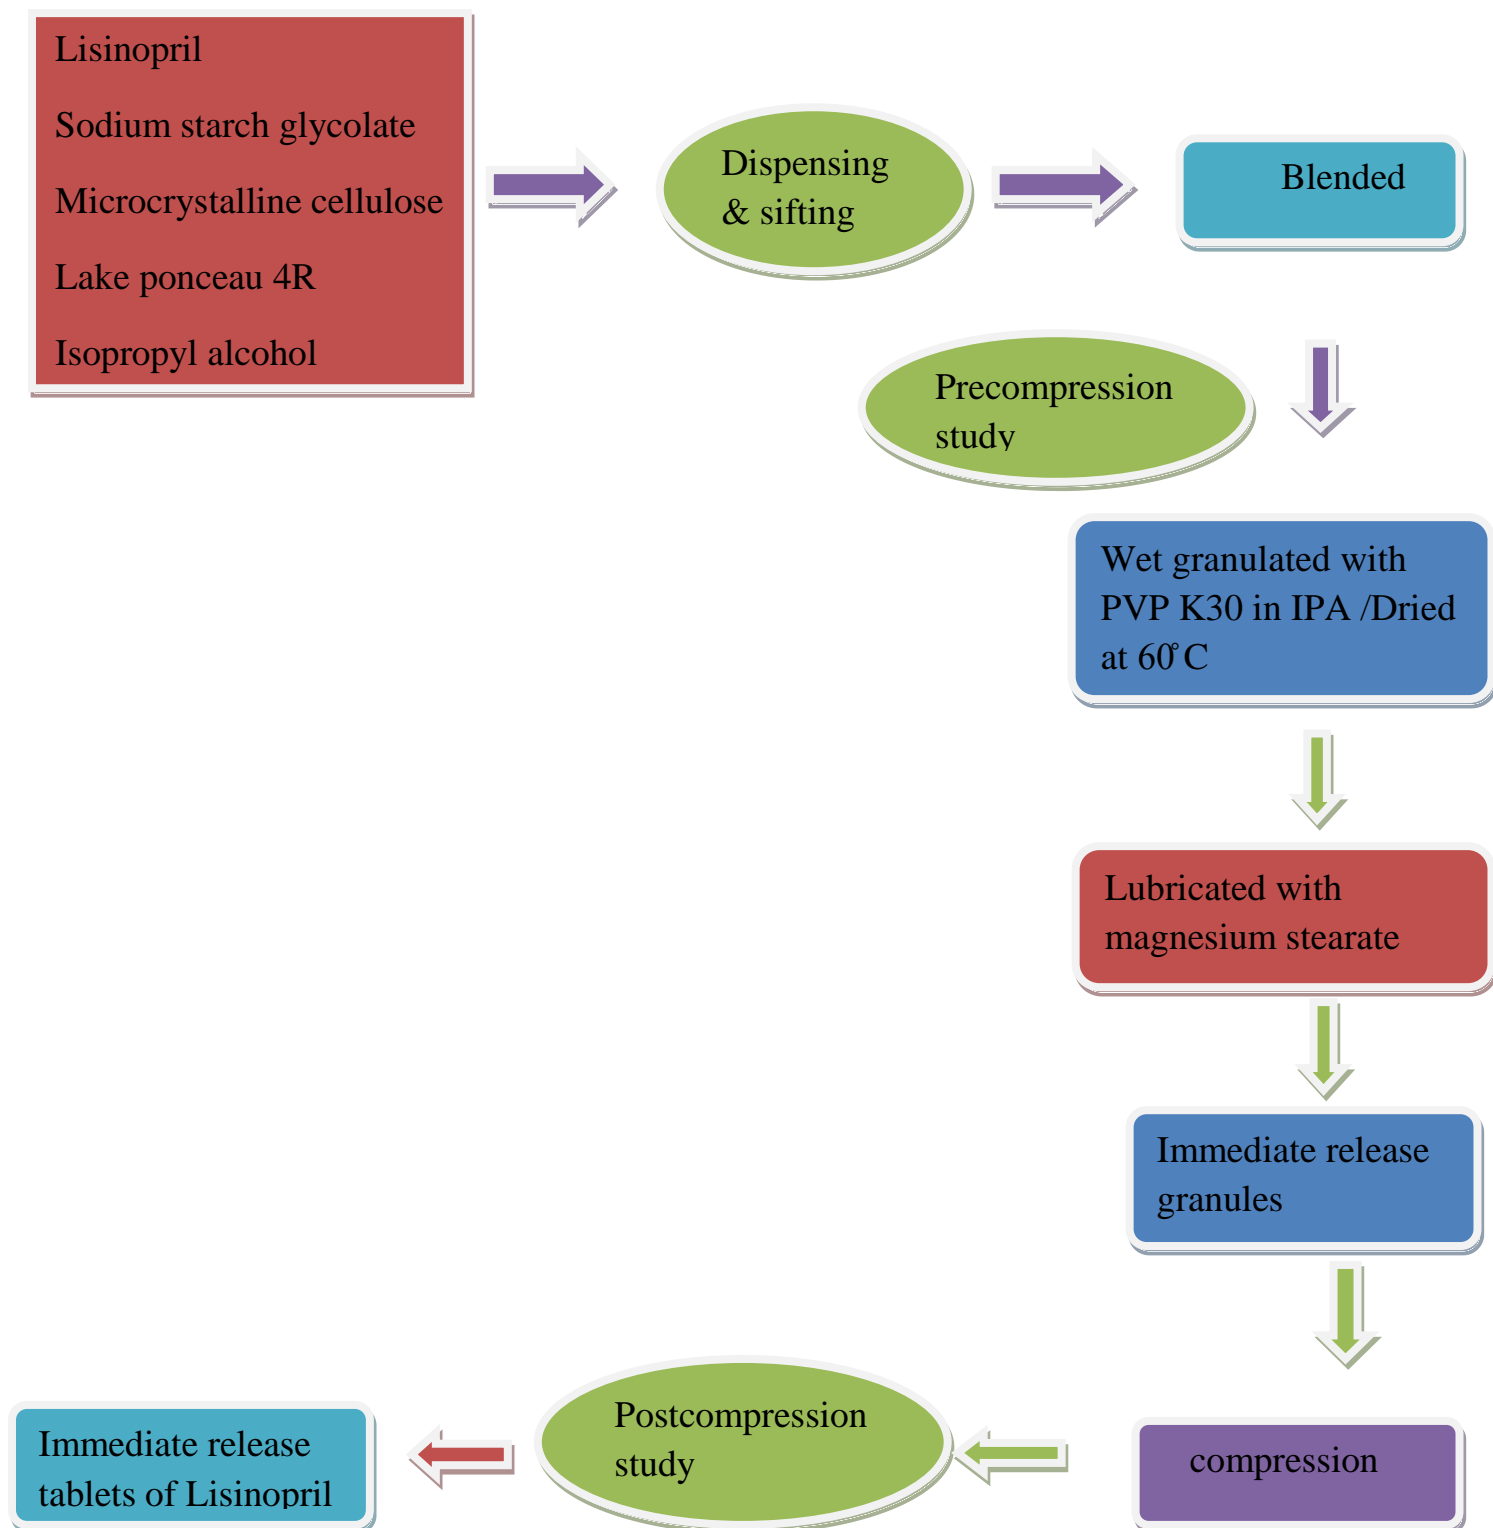 Lisinopril
Sodium starch glycolate
Microcrystalline cellulose
Lake ponceau 4R
Isopropyl alcohol
Dispensing
& sifting
Blended
Precompression
study
Wet granulated with
PVP K30 in IPA /Dried
at 60°C
Lubricated with
magnesium stearate
Immediate release
granules
compression
Postcompression
study
Immediate release
tablets of Lisinopril